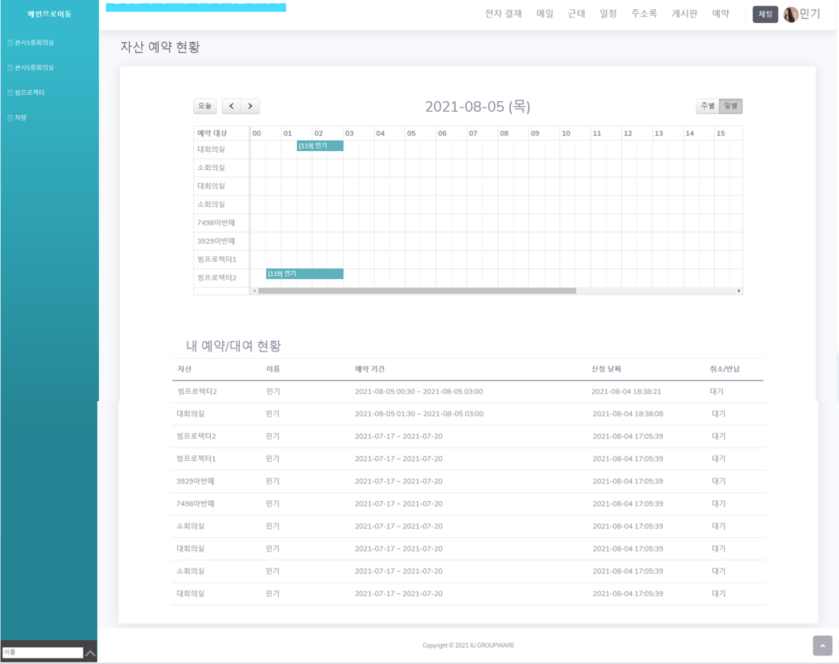 메인으로이동
본사1층회의실
본사6층회의실
빔프로젝터
차량
전자 결재 메일 근태 일정 주소록 게시판 예약 채팅 민기
자산 예약 현황
오늘 < > 2021-08-05 (목) 주별 일별
예약 대상 00 01 02 03 04 05 06 07 08 09 10 11 12 13 14 15
대회의실 [119] 민기
소회의실
대회의실
소회의실
7498아반떼
3929아반떼
빔프로젝터1
빔프로젝터2 [119] 민기
내 예약/대여 현황
자산 이름 예약 기간 신청 날짜 취소/반납
빔프로젝터2 민기 2021-08-05 00:30 ~ 2021-08-05 03:00 2021-08-04 18:38:21 대기
대회의실 민기 2021-08-05 01:30 ~ 2021-08-05 03:00 2021-08-04 18:38:08 대기
빔프로젝터2 민기 2021-07-17 ~ 2021-07-20 2021-08-04 17:05:39 대기
빔프로젝터1 민기 2021-07-17 ~ 2021-07-20 2021-08-04 17:05:39 대기
3929아반떼 민기 2021-07-17 ~ 2021-07-20 2021-08-04 17:05:39 대기
7498아반떼 민기 2021-07-17 ~ 2021-07-20 2021-08-04 17:05:39 대기
소회의실 민기 2021-07-17 ~ 2021-07-20 2021-08-04 17:05:39 대기
대회의실 민기 2021-07-17 ~ 2021-07-20 2021-08-04 17:05:39 대기
소회의실 민기 2021-07-17 ~ 2021-07-20 2021-08-04 17:05:39 대기
대회의실 민기 2021-07-17 ~ 2021-07-20 2021-08-04 17:05:39 대기
Copyright © 2021 IU GROUPWARE
이름